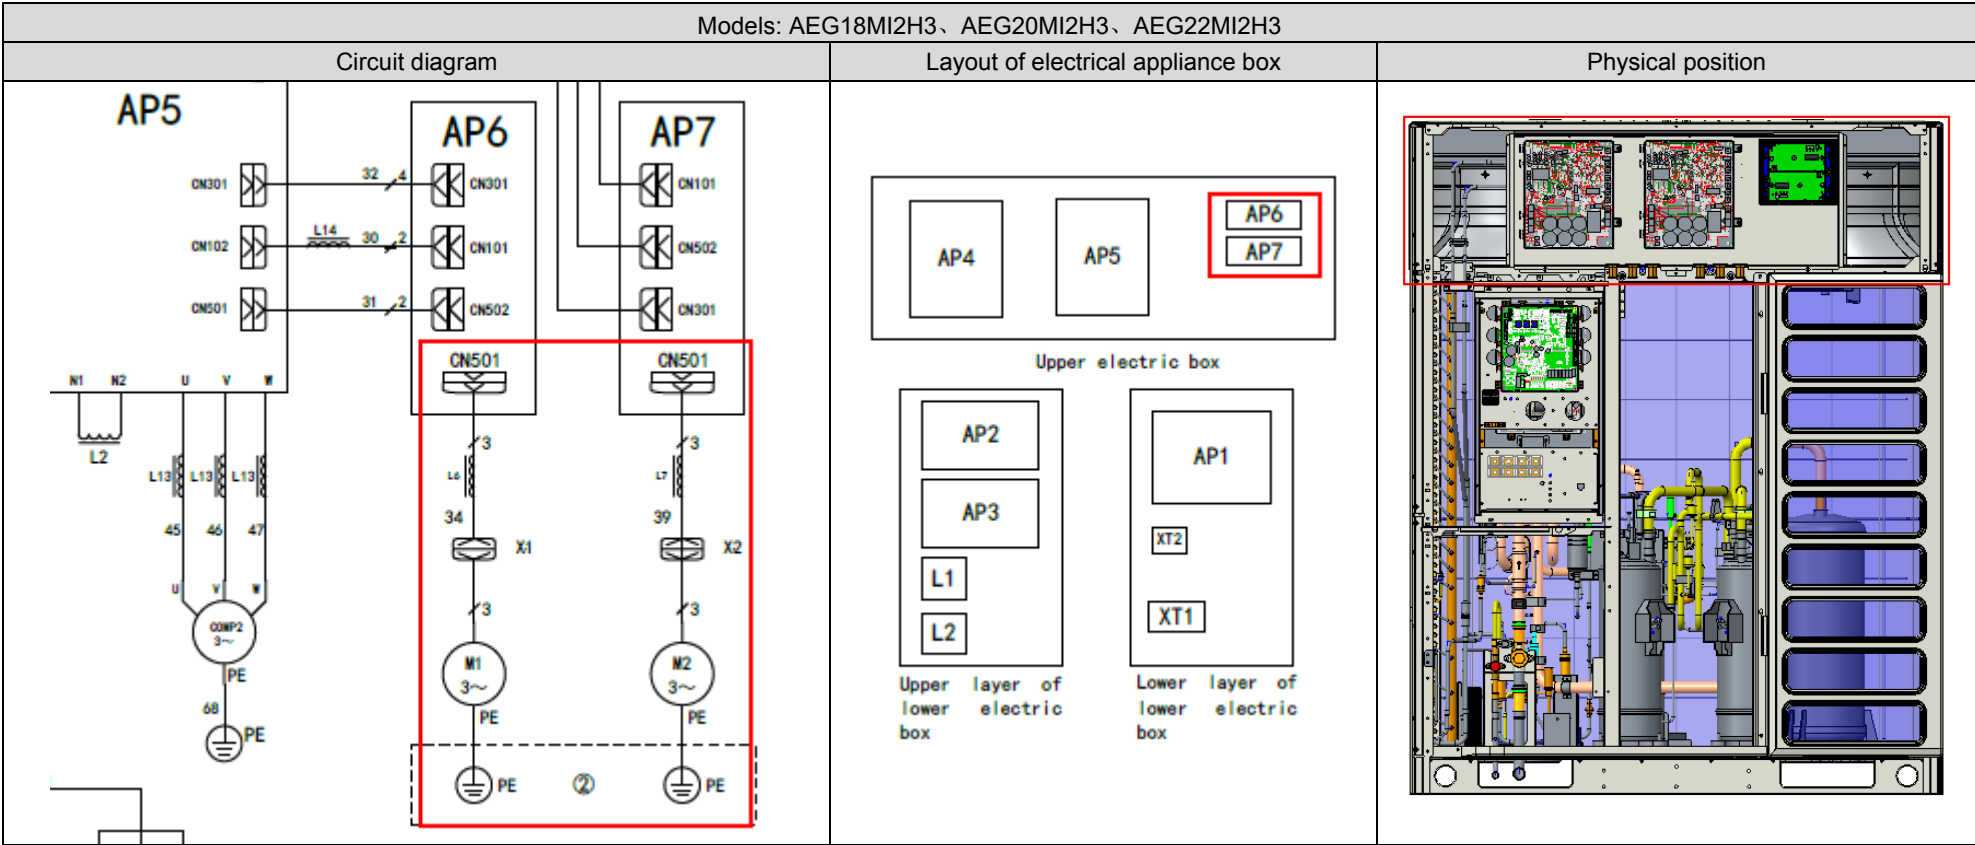 Models: AEG18MI2H3、AEG20MI2H3、AEG22MI2H3
Circuit diagram
Layout of electrical appliance box
Physical position
AP5
AP6
AP7
CN301
32
4
CN301
CN101
CN102
L14
30
2
CN101
CN502
CN501
31
2
CN502
CN301
CN501
CN501
N1
N2
U
V
W
L2
3
3
L13
L13
L13
L6
L7
45
46
47
34
39
X1
X2
U
V
W
3
3
COMP2
3~
M1
3~
M2
3~
PE
PE
PE
68
PE
PE
②
PE
AP4
AP5
AP6
AP7
Upper electric box
AP2
AP3
L1
L2
AP1
XT2
XT1
Upper layer of
lower electric
box
Lower layer of
lower electric
box